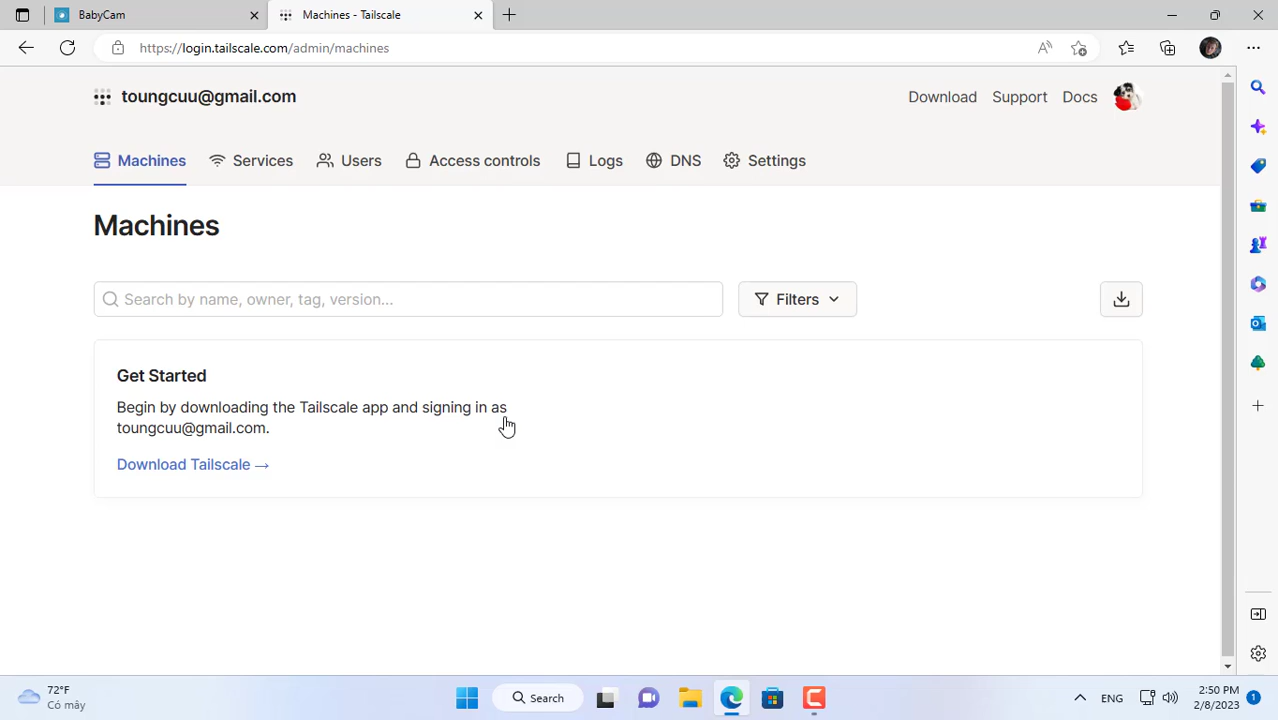 BabyCam
Machines - Tailscale
https://login.tailscale.com/admin/machines
toungcuu@gmail.com
Download
Support
Docs
Machines
Services
Users
Access controls
Logs
DNS
Settings
Machines
Search by name, owner, tag, version...
Filters
Get Started
Begin by downloading the Tailscale app and signing in as
toungcuu@gmail.com.
Download Tailscale →
72°F
Có mây
Search
ENG
2:50 PM
2/8/2023
1